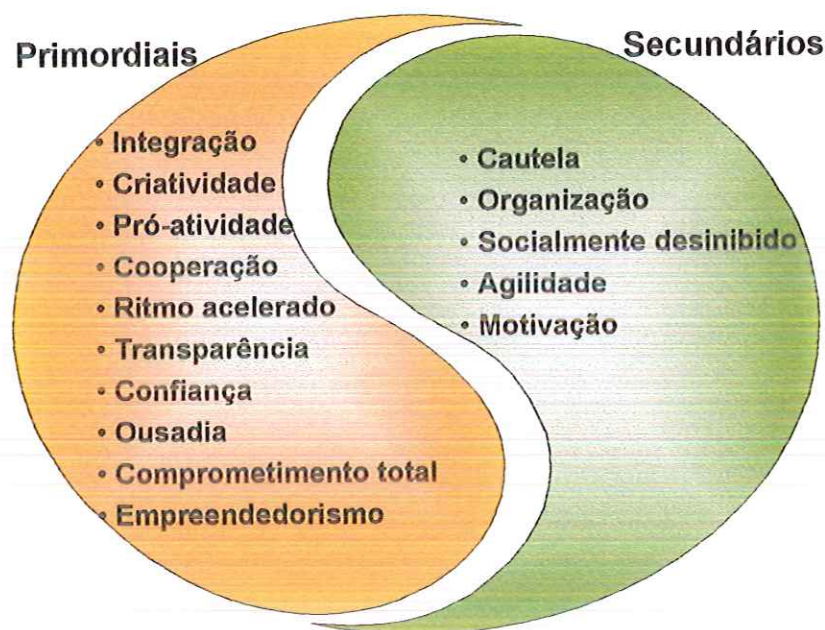 Primordiais
• Integração
• Criatividade
• Pró-atividade
• Cooperação
• Ritmo acelerado
• Transparência
• Confiança
• Ousadia
• Comprometimento total
• Empreendedorismo
Secundários
• Cautela
• Organização
• Socialmente desinibido
• Agilidade
• Motivação